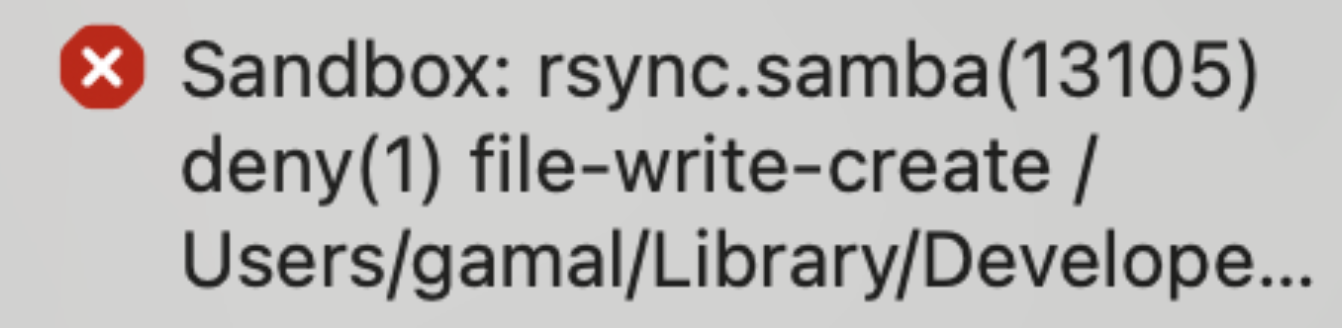 Sandbox: rsync.samba(13105)
deny(1) file-write-create /
Users/gamal/Library/Develope...